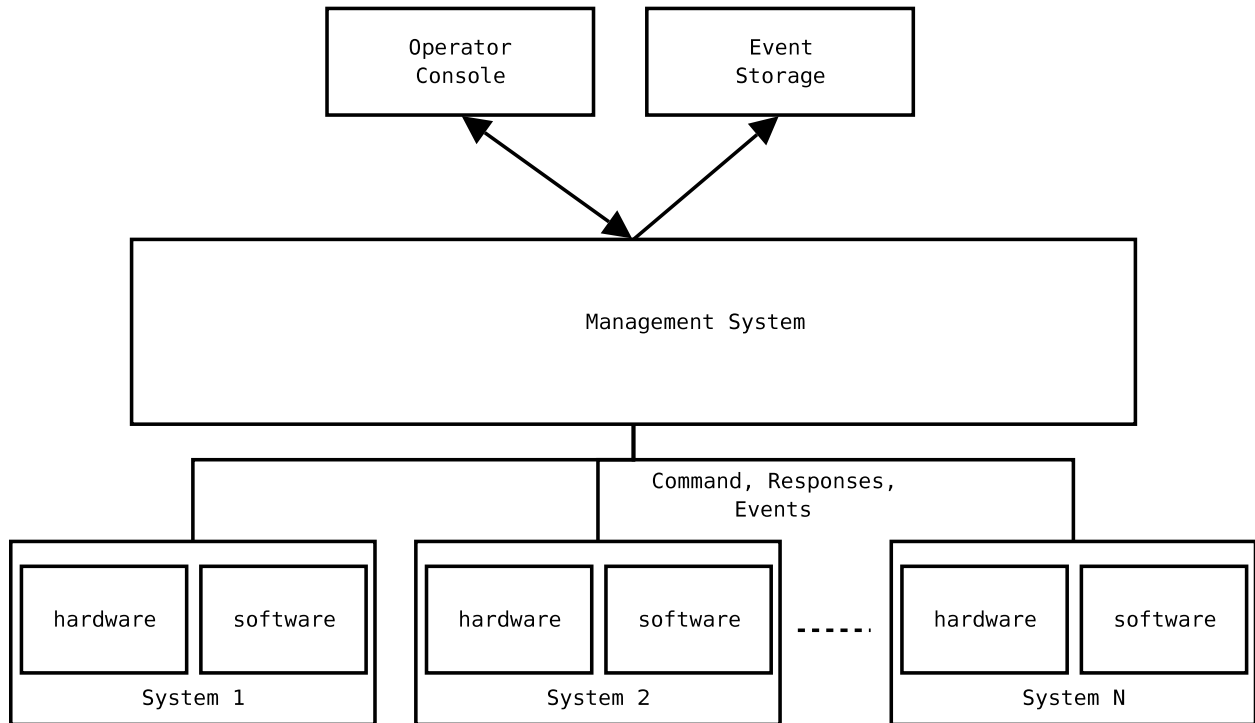 Operator
Console
Event
Storage
Management System
Command, Responses,
Events
hardware
software
System 1
hardware
software
System 2
hardware
software
System N